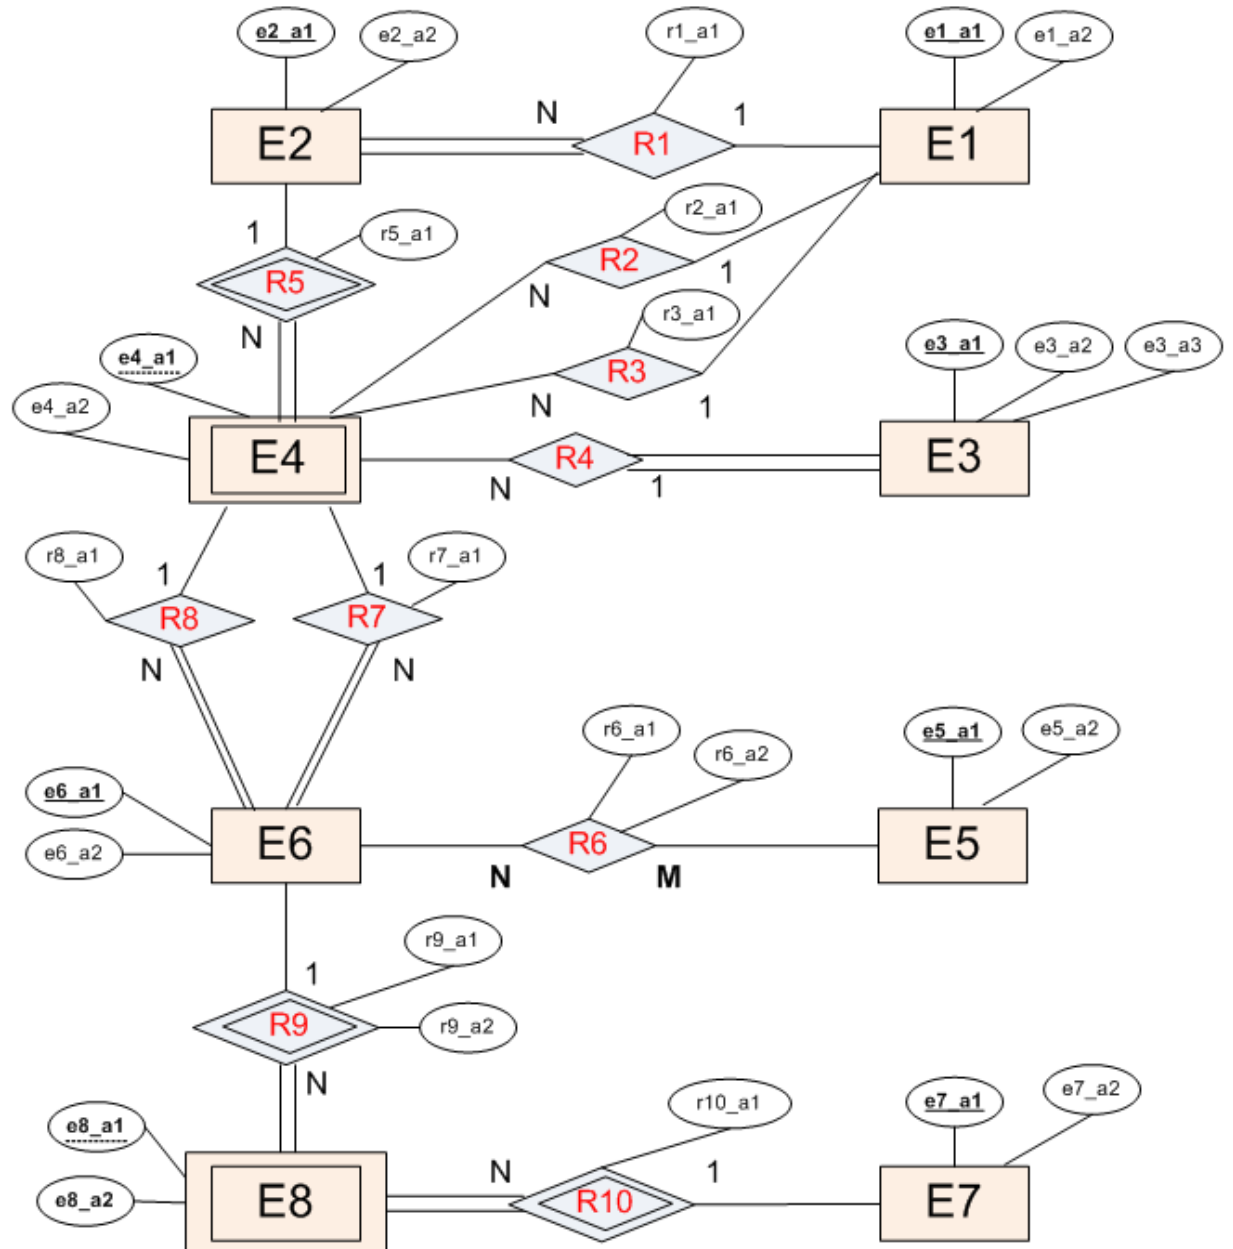 e2_a1
e2_a2
r1_a1
e1_a1
e1_a2
E2
N
R1
1
E1
1
r5_a1
r2_a1
R5
R2
1
N
N
r3_a1
e4_a1
R3
e3_a1
e3_a2
e3_a3
e4_a2
N
1
E4
R4
E3
N
1
r8_a1
1
1
r7_a1
R8
R7
N
N
r6_a1
r6_a2
e5_a1
e5_a2
e6_a1
e6_a2
E6
R6
E5
N
M
r9_a1
1
R9
r9_a2
N
r10_a1
e7_a1
e7_a2
e8_a1
e8_a2
E8
N
R10
1
E7